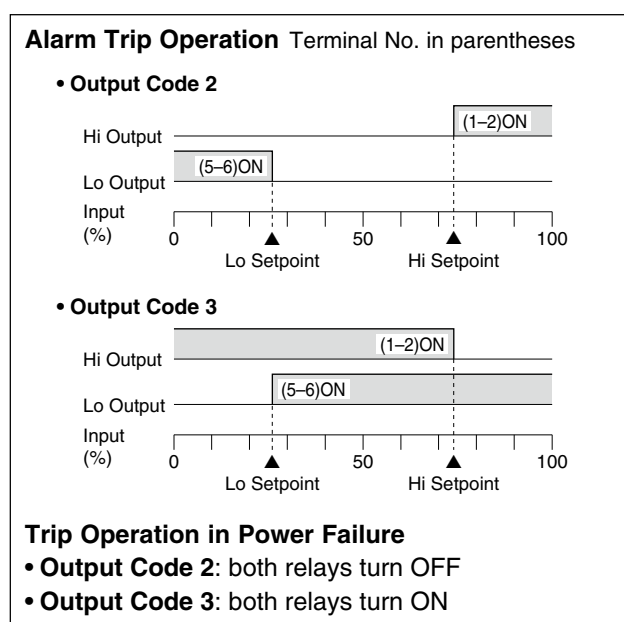 Alarm Trip Operation Terminal No. in parentheses
• Output Code 2
(1–2)ON
Hi Output
(5–6)ON
Lo Output
Input
(%)
0 50 100
Lo Setpoint Hi Setpoint
• Output Code 3
(1–2)ON
Hi Output
(5–6)ON
Lo Output
Input
(%)
0 50 100
Lo Setpoint Hi Setpoint
Trip Operation in Power Failure
• Output Code 2: both relays turn OFF
• Output Code 3: both relays turn ON